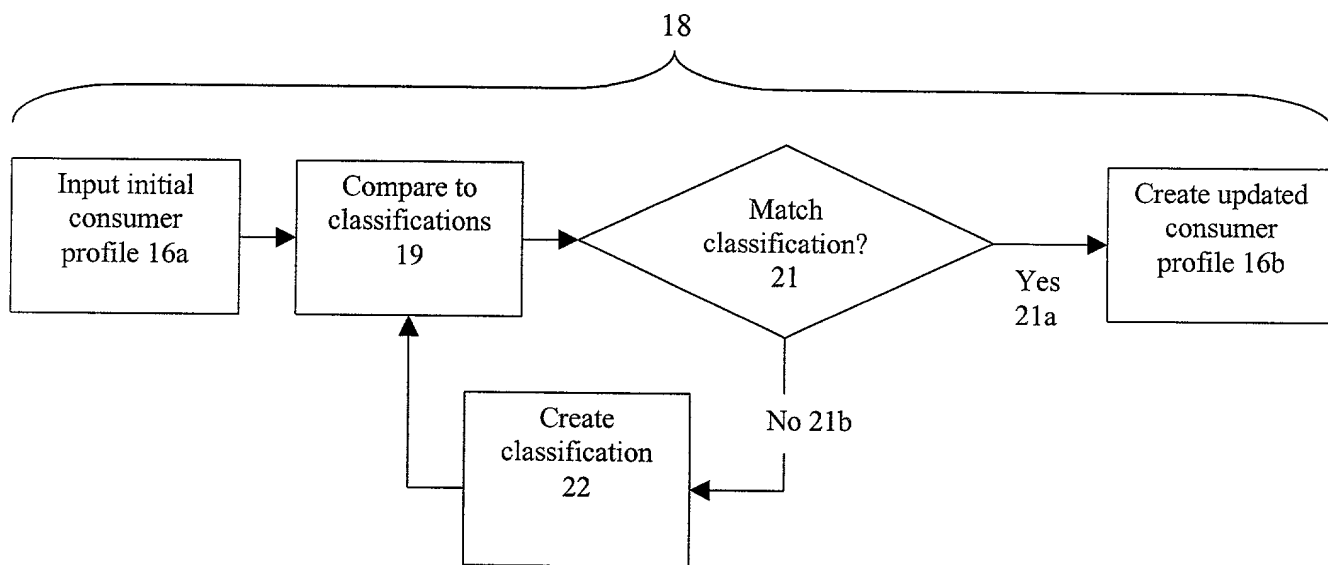 18
Input initial
consumer
profile 16a
Compare to
classifications
19
Match
classification?
21
Yes
21a
Create updated
consumer
profile 16b
No 21b
Create
classification
22